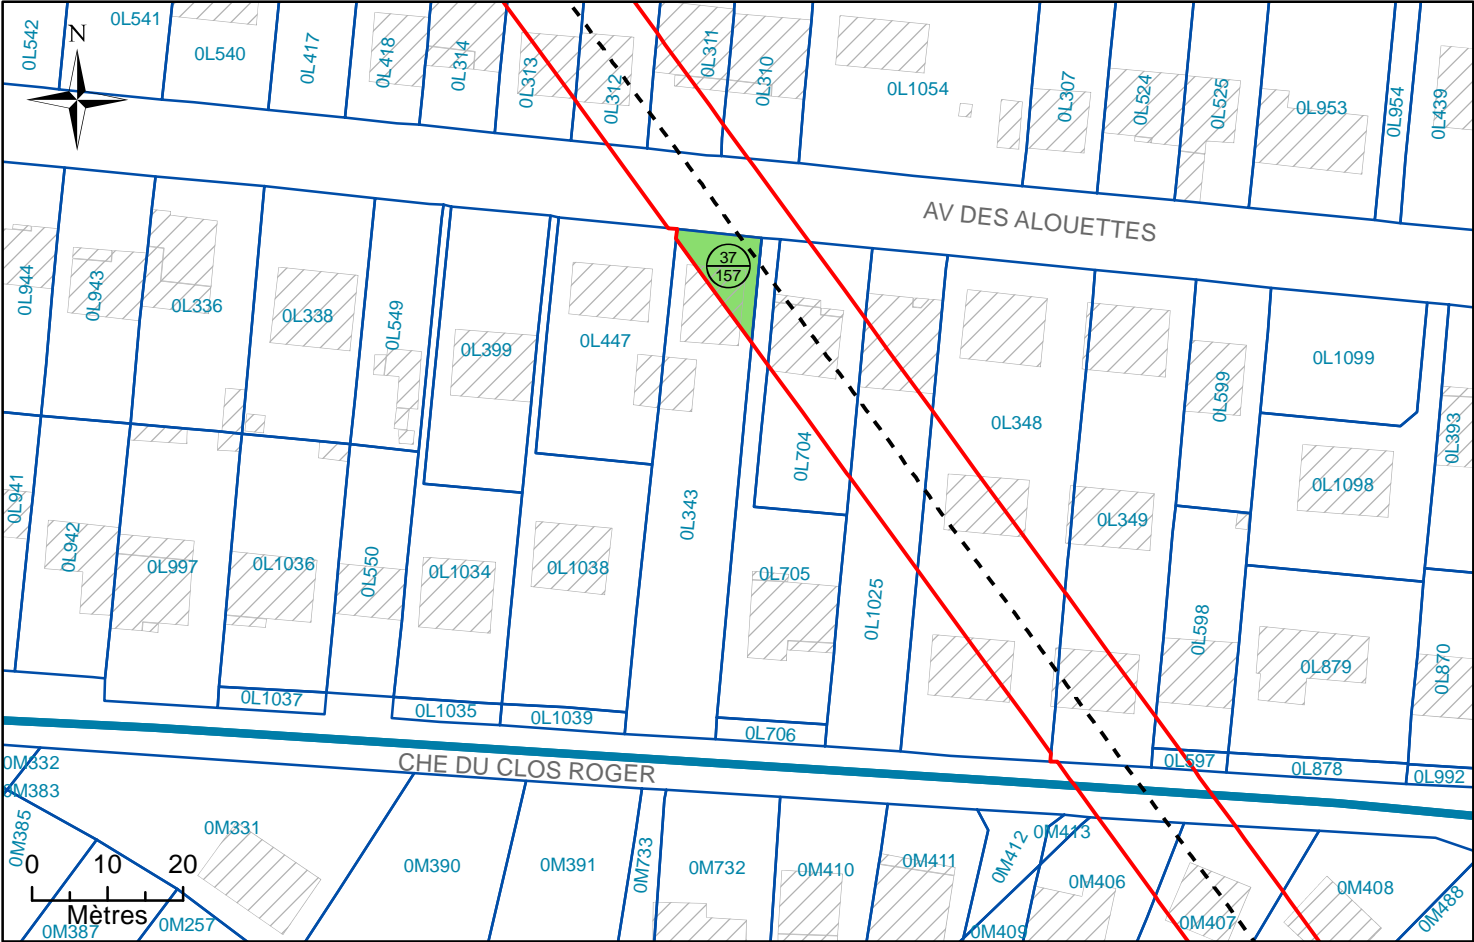 0L542
0L541
0L540
0L417
0L418
0L314
0L313
0L312
0L311
0L310
0L1054
0L307
0L524
0L525
0L953
0L954
0L439
N
AV DES ALOUETTES
37
157
0L944
0L943
0L336
0L338
0L549
0L399
0L447
0L348
0L599
0L1099
0L393
0L704
0L343
0L349
0L1098
0L941
0L942
0L997
0L1036
0L550
0L1034
0L1038
0L705
0L1025
0L598
0L879
0L870
0L1037
0L1035
0L1039
0L706
0L597
0L878
0L992
CHE DU CLOS ROGER
0M332
0M383
0M385
0M331
0M390
0M391
0M733
0M732
0M410
0M411
0M412
0M413
0M406
0M408
0M488
0M407
0M409
0M387
0M257
0 10 20
Mètres